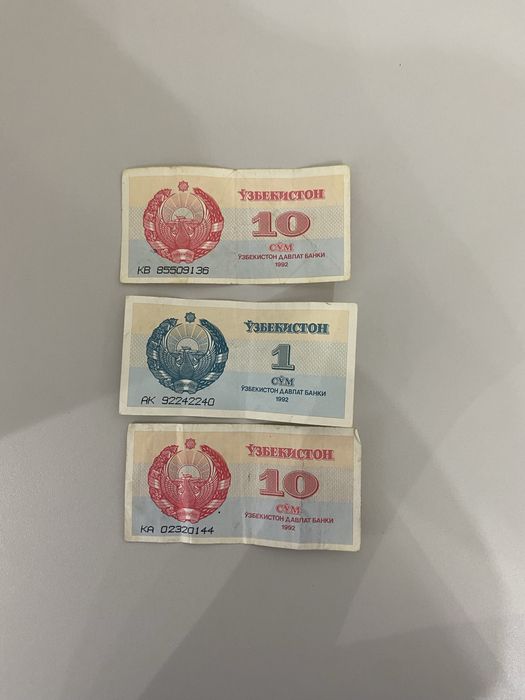 ЎЗБЕКИСТОН
10
СЎМ
ЎЗБЕКИСТОН ДАВЛАТ БАНКИ
1992
КВ 85509136
ЎЗБЕКИСТОН
1
СЎМ
ЎЗБЕКИСТОН ДАВЛАТ БАНКИ
1992
АК 92242240
ЎЗБЕКИСТОН
10
СЎМ
ЎЗБЕКИСТОН ДАВЛАТ БАНКИ
1992
КА 02320144